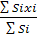 ∑ Sixi
∑ Si